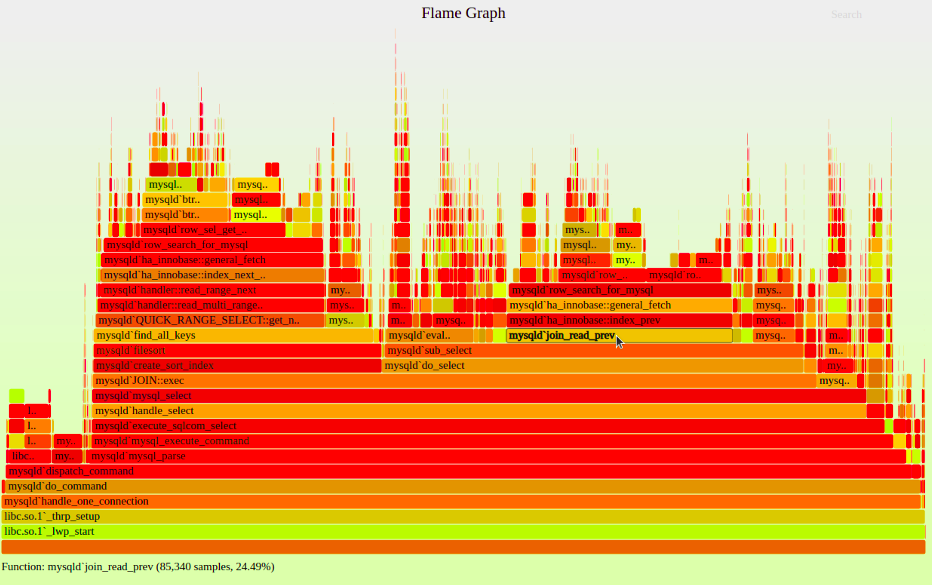 Flame Graph
Search
mysql.. mysq..
mysqld`btr.. mysql..
mysqld`btr.. mysql..
mysqld`row_sel_get_.. mys.. m..
mysqld`row_search_for_mysql mysql.. my..
mysqld`ha_innobase::general_fetch mysql.. my.. m..
mysqld`ha_innobase::index_next_.. mysqld`row_.. mysqld`ro..
mysqld`handler::read_range_next my.. mysqld`row_search_for_mysql mys..
mysqld`handler::read_multi_range.. mys.. m.. mysqld`ha_innobase::general_fetch mysq..
mysqld`QUICK_RANGE_SELECT::get_n.. mys.. m.. mysq.. mysqld`ha_innobase::index_prev mysq..
mysqld`find_all_keys mysqld`eval.. mysqld`join_read_prev mysq.. m..
mysqld`filesort mysqld`sub_select m..
mysqld`create_sort_index mysqld`do_select my..
mysqld`JOIN::exec mysq..
mysqld`mysql_select
l.. mysqld`handle_select
l.. mysqld`execute_sqlcom_select
l.. my.. mysqld`mysql_execute_command
libc.. my.. mysqld`mysql_parse
mysqld`dispatch_command
mysqld`do_command
mysqld`handle_one_connection
libc.so.1`_thrp_setup
libc.so.1`_lwp_start
Function: mysqld`join_read_prev (85,340 samples, 24.49%)